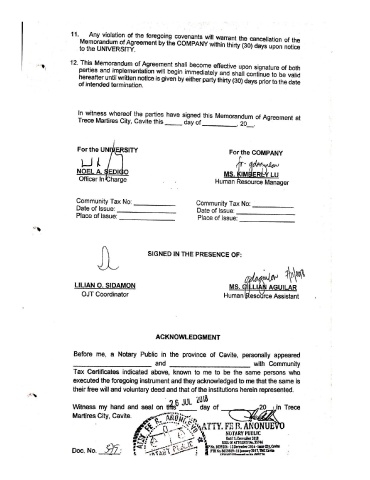 11. Any violation of the foregoing covenants will warrant the cancellation of the
Memorandum of Agreement by the COMPANY within thirty (30) days upon notice
to the UNIVERSITY.
12. This Memorandum of Agreement shall become effective upon signature of both
parties and implementation will begin immediately and shall continue to be valid
hereafter until written notice is given by either party thirty (30) days prior to the date
of intended termination.
In witness whereof the parties have signed this Memorandum of Agreement at
Trece Martires City, Cavite this _____ day of __________, 20__.
For the UNIVERSITY
NOEL A. SEDIGO
Officer In Charge
For the COMPANY
MS. KIMBERLY LU
Human Resource Manager
Community Tax No: ____________
Date of Issue: ____________
Place of Issue: ____________
Community Tax No: ____________
Date of Issue: ____________
Place of Issue: ____________
SIGNED IN THE PRESENCE OF:
LILIAN O. SIDAMON
OJT Coordinator
MS. GILLIAN AGUILAR
Human Resource Assistant
ACKNOWLEDGMENT
Before me, a Notary Public in the province of Cavite, personally appeared
____________________ and ____________________ with Community
Tax Certificates indicated above, known to me to be the same persons who
executed the foregoing instrument and they acknowledged to me that the same is
their free will and voluntary deed and that of the institutions herein represented.
Witness my hand and seal on this 26 JUL 2018 day of ________, 20__, in Trece
Martires City, Cavite.
ATTY. FE R. ANONUEVO
NOTARY PUBLIC
Doc. No.